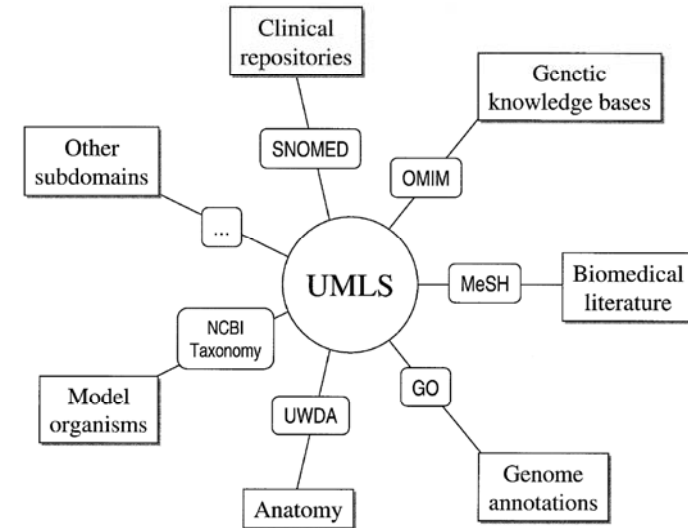 Clinical
repositories
Genetic
knowledge bases
SNOMED
Other
subdomains
OMIM
...
UMLS
MeSH
Biomedical
literature
NCBI
Taxonomy
GO
Model
organisms
UWDA
Genome
annotations
Anatomy